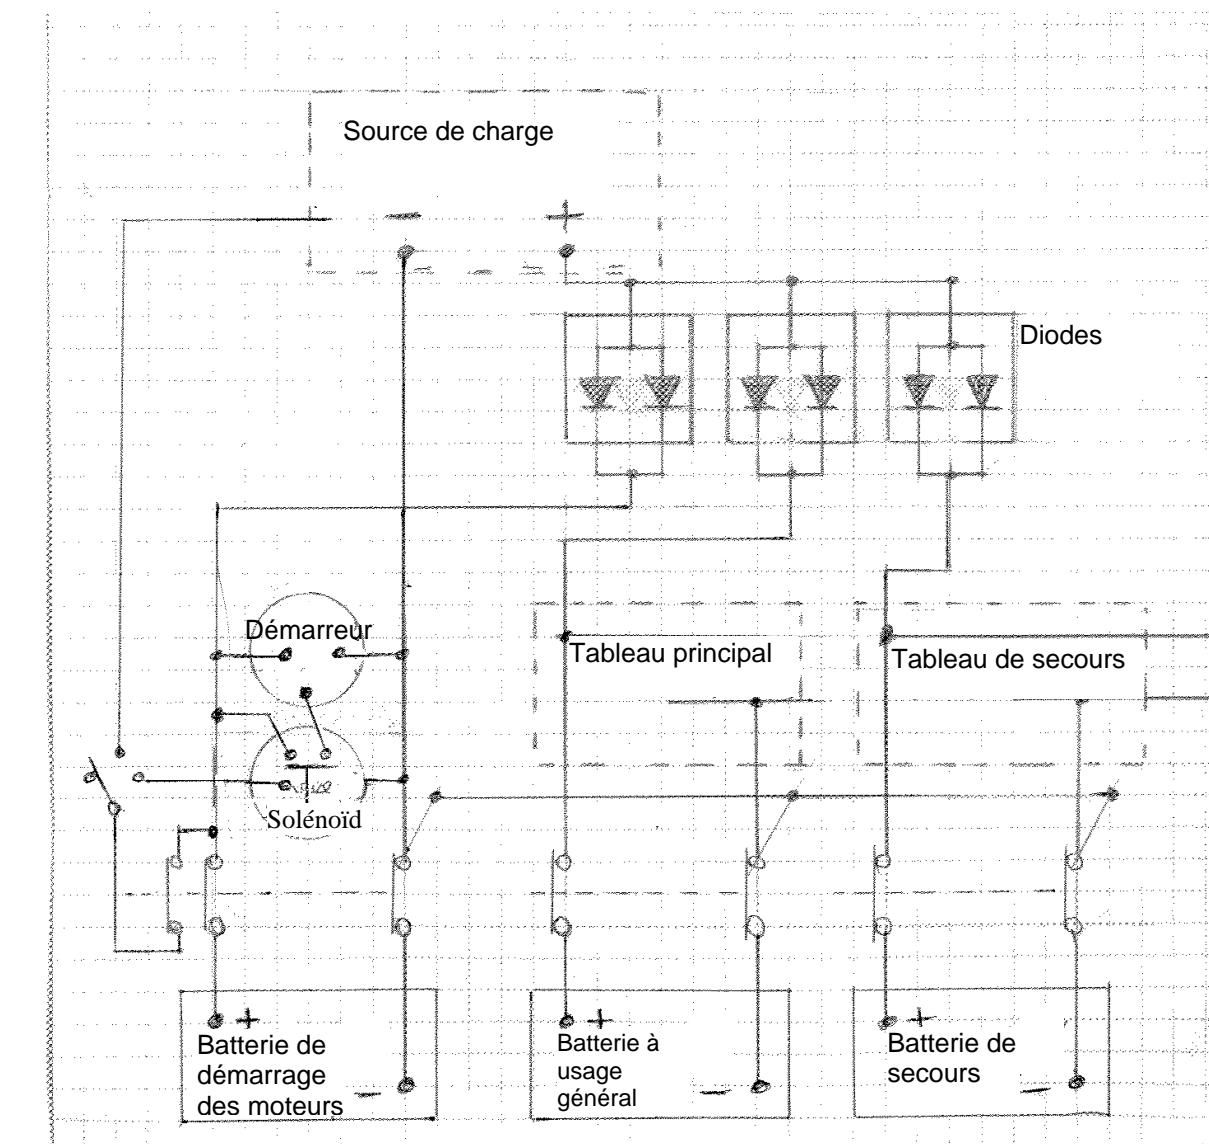 Source de charge
− +
Diodes
Démarreur
Tableau principal
Tableau de secours
Solénoïd
+ + +
Batterie de
démarrage
des moteurs −
Batterie à
usage
général −
Batterie de
secours −